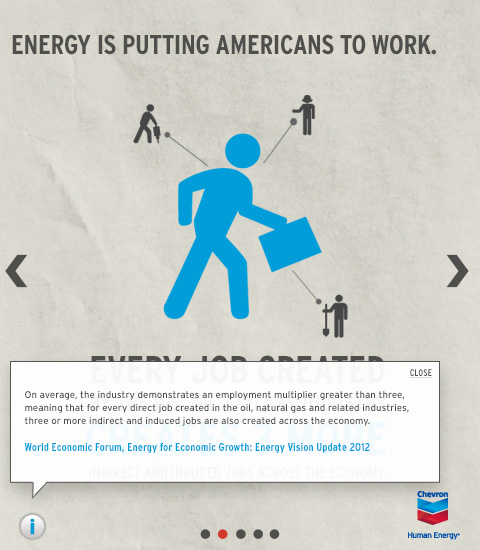 ENERGY IS PUTTING AMERICANS TO WORK.
EVERY JOB CREATED
CLOSE
On average, the industry demonstrates an employment multiplier greater than three,
meaning that for every direct job created in the oil, natural gas and related industries,
three or more indirect and induced jobs are also created across the economy.
CREATES 3 MORE
World Economic Forum, Energy for Economic Growth: Energy Vision Update 2012
INDIRECT AND INDUCED JOBS ACROSS THE ECONOMY.
i
Chevron
Human Energy®